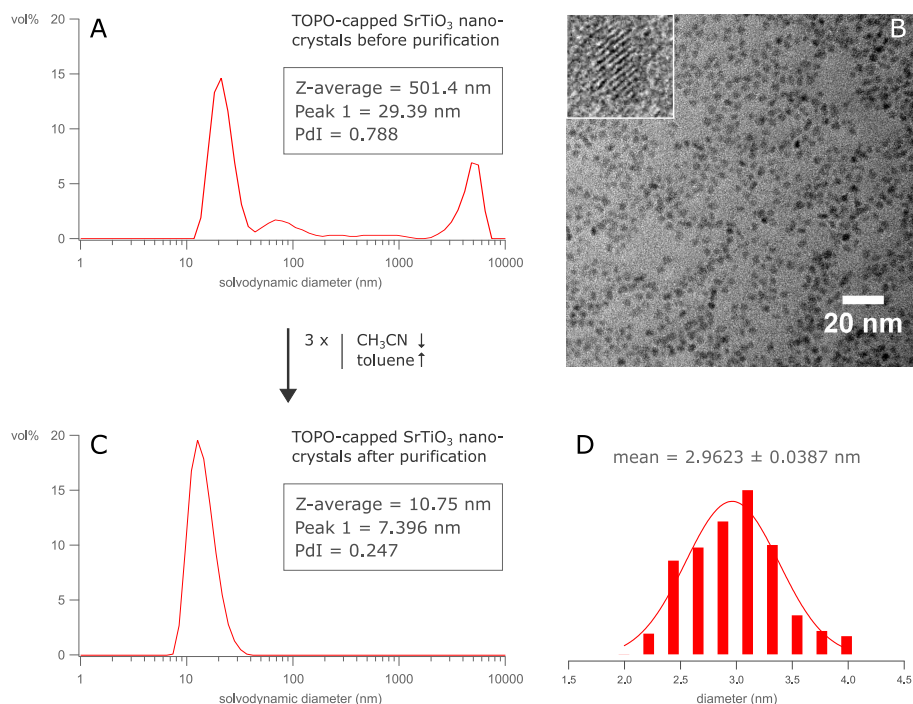 A
TOPO-capped SrTiO₃ nano-
crystals before purification
Z-average = 501.4 nm
Peak 1 = 29.39 nm
PdI = 0.788
vol%
20
15
10
5
0
1
10
100
1000
10000
solvodynamic diameter (nm)
B
20 nm
3 x
CH₃CN ↓
toluene ↑
C
TOPO-capped SrTiO₃ nano-
crystals after purification
Z-average = 10.75 nm
Peak 1 = 7.396 nm
PdI = 0.247
vol%
20
15
10
5
0
1
10
100
1000
10000
solvodynamic diameter (nm)
D
mean = 2.9623 ± 0.0387 nm
1.5
2.0
2.5
3.0
3.5
4.0
4.5
diameter (nm)